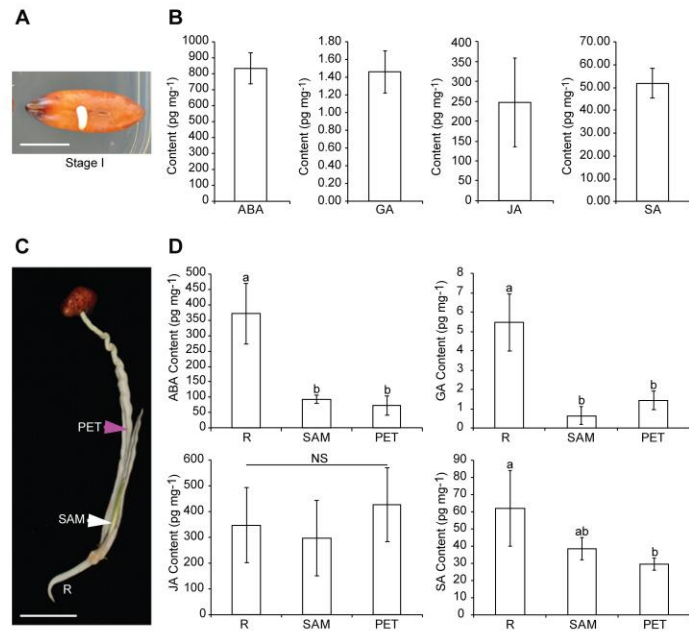 A
Stage I
B
Content (pg mg-1)
1000
900
800
700
600
500
400
300
200
100
0
ABA
Content (pg mg-1)
1.80
1.60
1.40
1.20
1.00
0.80
0.60
0.40
0.20
0.00
GA
Content (pg mg-1)
400
350
300
250
200
150
100
50
0
JA
Content (pg mg-1)
70.00
60.00
50.00
40.00
30.00
20.00
10.00
0.00
SA
C
PET
SAM
R
D
ABA Content (pg mg-1)
500
450
400
350
300
250
200
150
100
50
0
a
b
b
R SAM PET
GA Content (pg mg-1)
8
7
6
5
4
3
2
1
0
a
b
b
R SAM PET
JA Content (pg mg-1)
600
500
400
300
200
100
0
NS
R SAM PET
SA Content (pg mg-1)
90
80
70
60
50
40
30
20
10
0
a
ab
b
R SAM PET